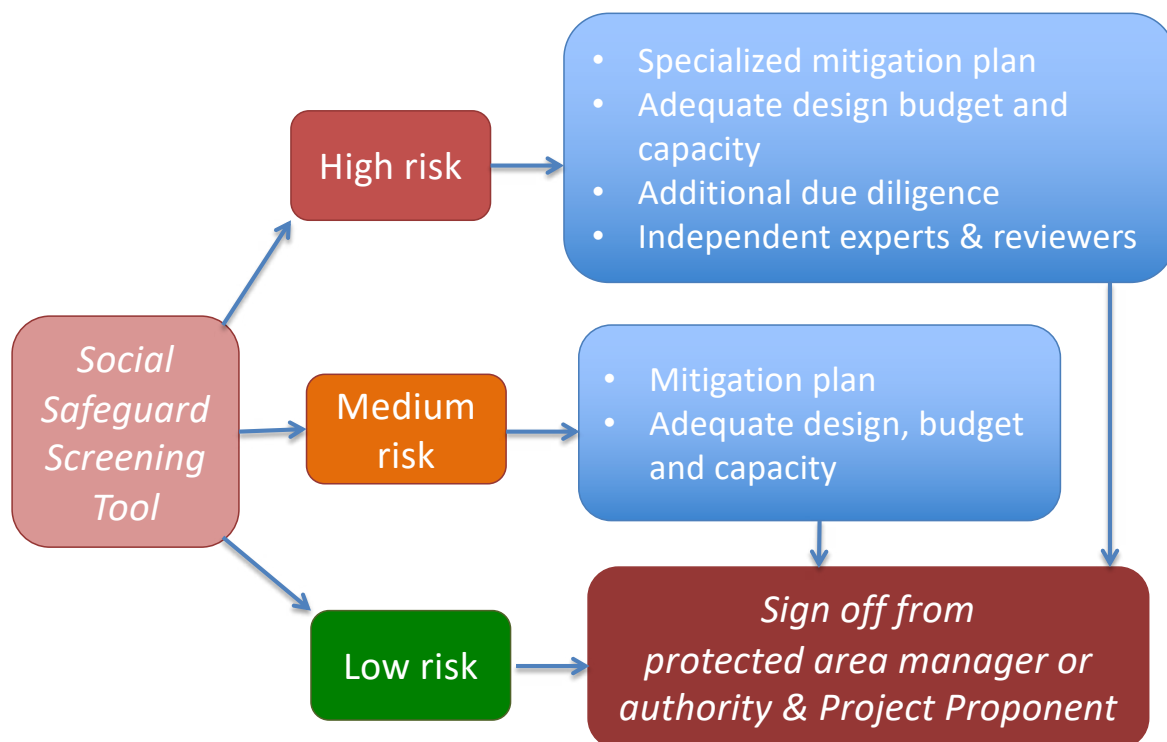 Social
Safeguard
Screening
Tool
High risk
• Specialized mitigation plan
• Adequate design budget and
capacity
• Additional due diligence
• Independent experts & reviewers
Medium
risk
• Mitigation plan
• Adequate design, budget
and capacity
Low risk
Sign off from
protected area manager or
authority & Project Proponent